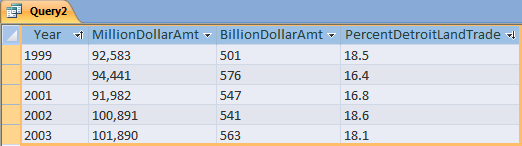 Query2
Year MillionDollarAmt BillionDollarAmt PercentDetroitLandTrade
1999 92,583 501 18.5
2000 94,441 576 16.4
2001 91,982 547 16.8
2002 100,891 541 18.6
2003 101,890 563 18.1